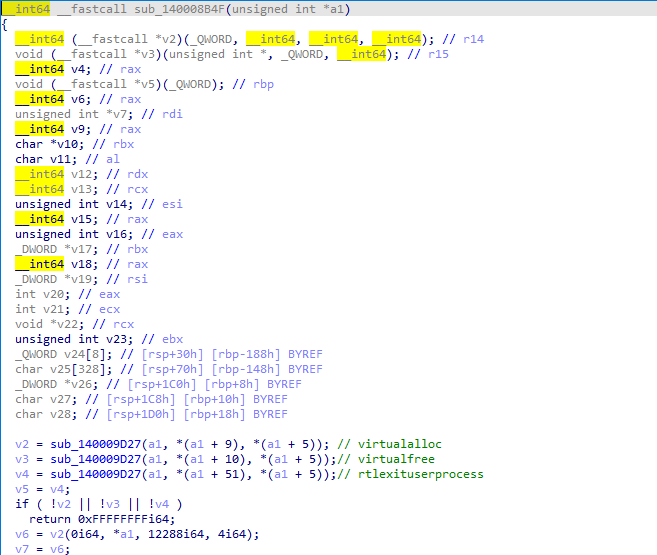 __int64 __fastcall sub_140008B4F(unsigned int *a1)
{
__int64 (__fastcall *v2)(_QWORD, __int64, __int64, __int64); // r14
void (__fastcall *v3)(unsigned int *, _QWORD, __int64); // r15
__int64 v4; // rax
void (__fastcall *v5)(_QWORD); // rbp
__int64 v6; // rax
unsigned int *v7; // rdi
__int64 v9; // rax
char *v10; // rbx
char v11; // al
__int64 v12; // rdx
__int64 v13; // rcx
unsigned int v14; // esi
__int64 v15; // rax
unsigned int v16; // eax
_DWORD *v17; // rbx
__int64 v18; // rax
_DWORD *v19; // rsi
int v20; // eax
int v21; // ecx
void *v22; // rcx
unsigned int v23; // ebx
_QWORD v24[8]; // [rsp+30h] [rbp-188h] BYREF
char v25[328]; // [rsp+70h] [rbp-148h] BYREF
_DWORD *v26; // [rsp+1C0h] [rbp+8h] BYREF
char v27; // [rsp+1C8h] [rbp+10h] BYREF
char v28; // [rsp+1D0h] [rbp+18h] BYREF
v2 = sub_140009D27(a1, *(a1 + 9), *(a1 + 5)); // virtualalloc
v3 = sub_140009D27(a1, *(a1 + 10), *(a1 + 5));// virtualfree
v4 = sub_140009D27(a1, *(a1 + 51), *(a1 + 5));// rtlexituserprocess
v5 = v4;
if ( !v2 || !v3 || !v4 )
return 0xFFFFFFFFi64;
v6 = v2(0i64, *a1, 12288i64, 4i64);
v7 = v6;